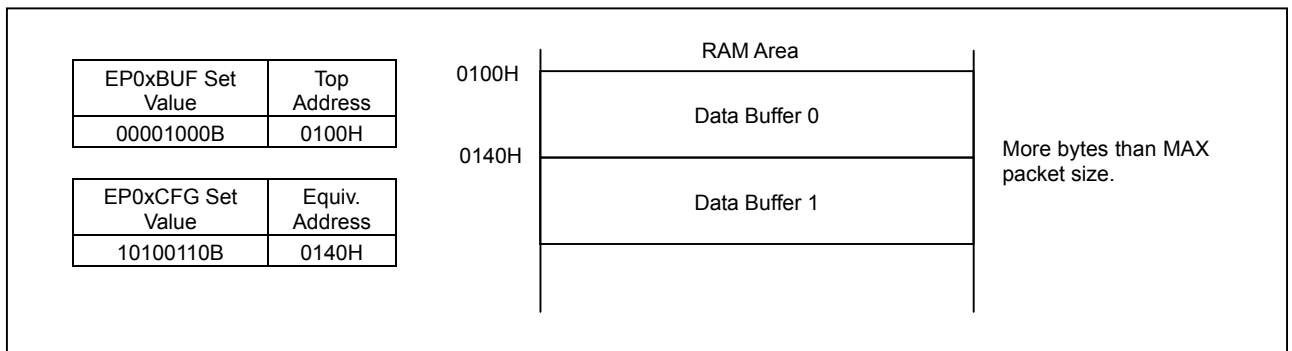 EP0xBUF Set
Value
Top
Address
00001000B
0100H
EP0xCFG Set
Value
Equiv.
Address
10100110B
0140H
RAM Area
0100H
Data Buffer 0
0140H
Data Buffer 1
More bytes than MAX
packet size.